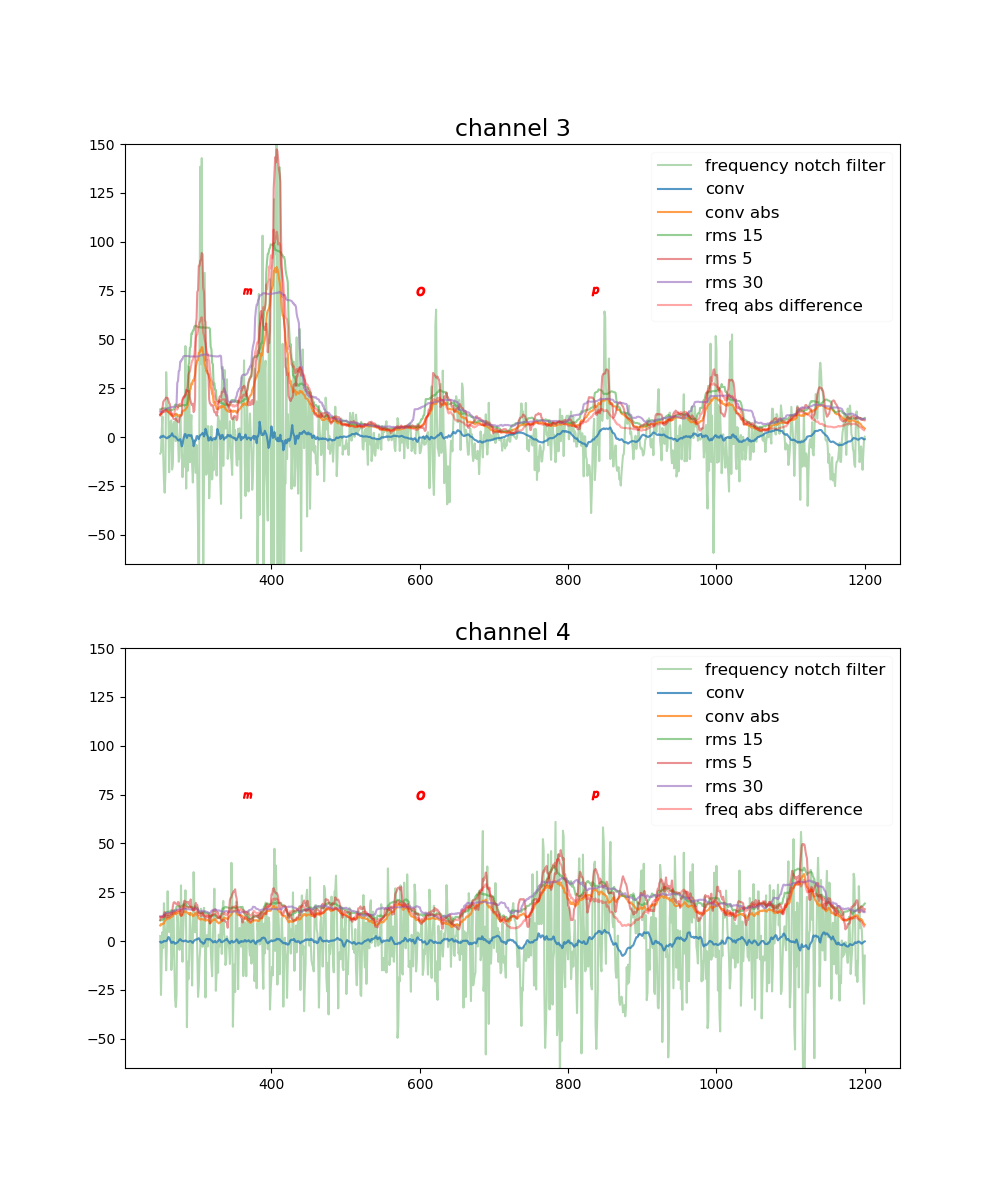 channel 3
150
125
100
75
50
25
0
−25
−50
frequency notch filter
conv
conv abs
rms 15
rms 5
rms 30
freq abs difference
m o p
400 600 800 1000 1200
channel 4
150
125
100
75
50
25
0
−25
−50
frequency notch filter
conv
conv abs
rms 15
rms 5
rms 30
freq abs difference
m o p
400 600 800 1000 1200